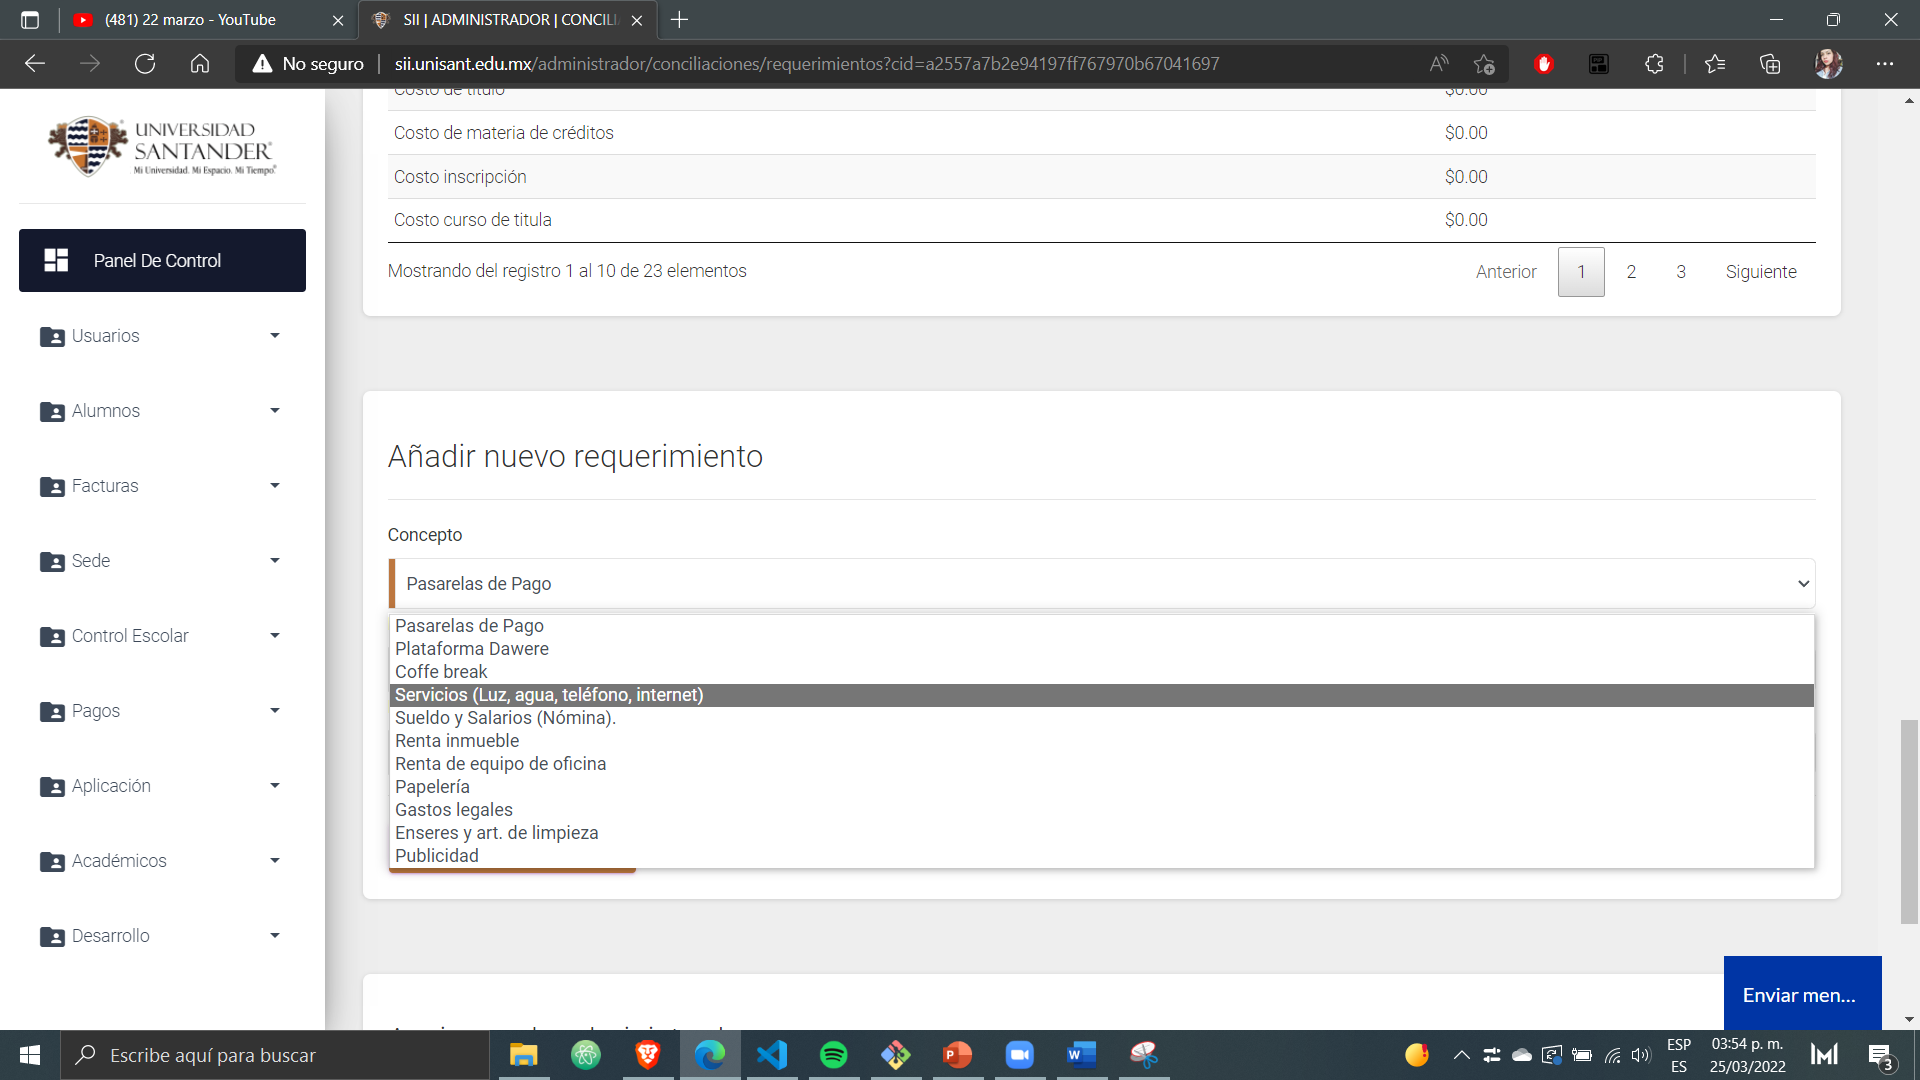 (481) 22 marzo - YouTube
SII | ADMINISTRADOR | CONCILI
No seguro
sii.unisant.edu.mx/administrador/conciliaciones/requerimientos?cid=a2557a7b2e94197ff767970b67041697
UNIVERSIDAD
SANTANDER
Mi Universidad. Mi Espacio. Mi Tiempo.
Panel De Control
Usuarios
Alumnos
Facturas
Sede
Control Escolar
Pagos
Aplicación
Académicos
Desarrollo
Costo de título $0.00
Costo de materia de créditos $0.00
Costo inscripción $0.00
Costo curso de titula $0.00
Mostrando del registro 1 al 10 de 23 elementos
Anterior 1 2 3 Siguiente
Añadir nuevo requerimiento
Concepto
Pasarelas de Pago
Pasarelas de Pago
Plataforma Dawere
Coffe break
Servicios (Luz, agua, teléfono, internet)
Sueldo y Salarios (Nómina).
Renta inmueble
Renta de equipo de oficina
Papelería
Gastos legales
Enseres y art. de limpieza
Publicidad
Enviar men...
Escribe aquí para buscar
ESP
ES
03:54 p. m.
25/03/2022
3